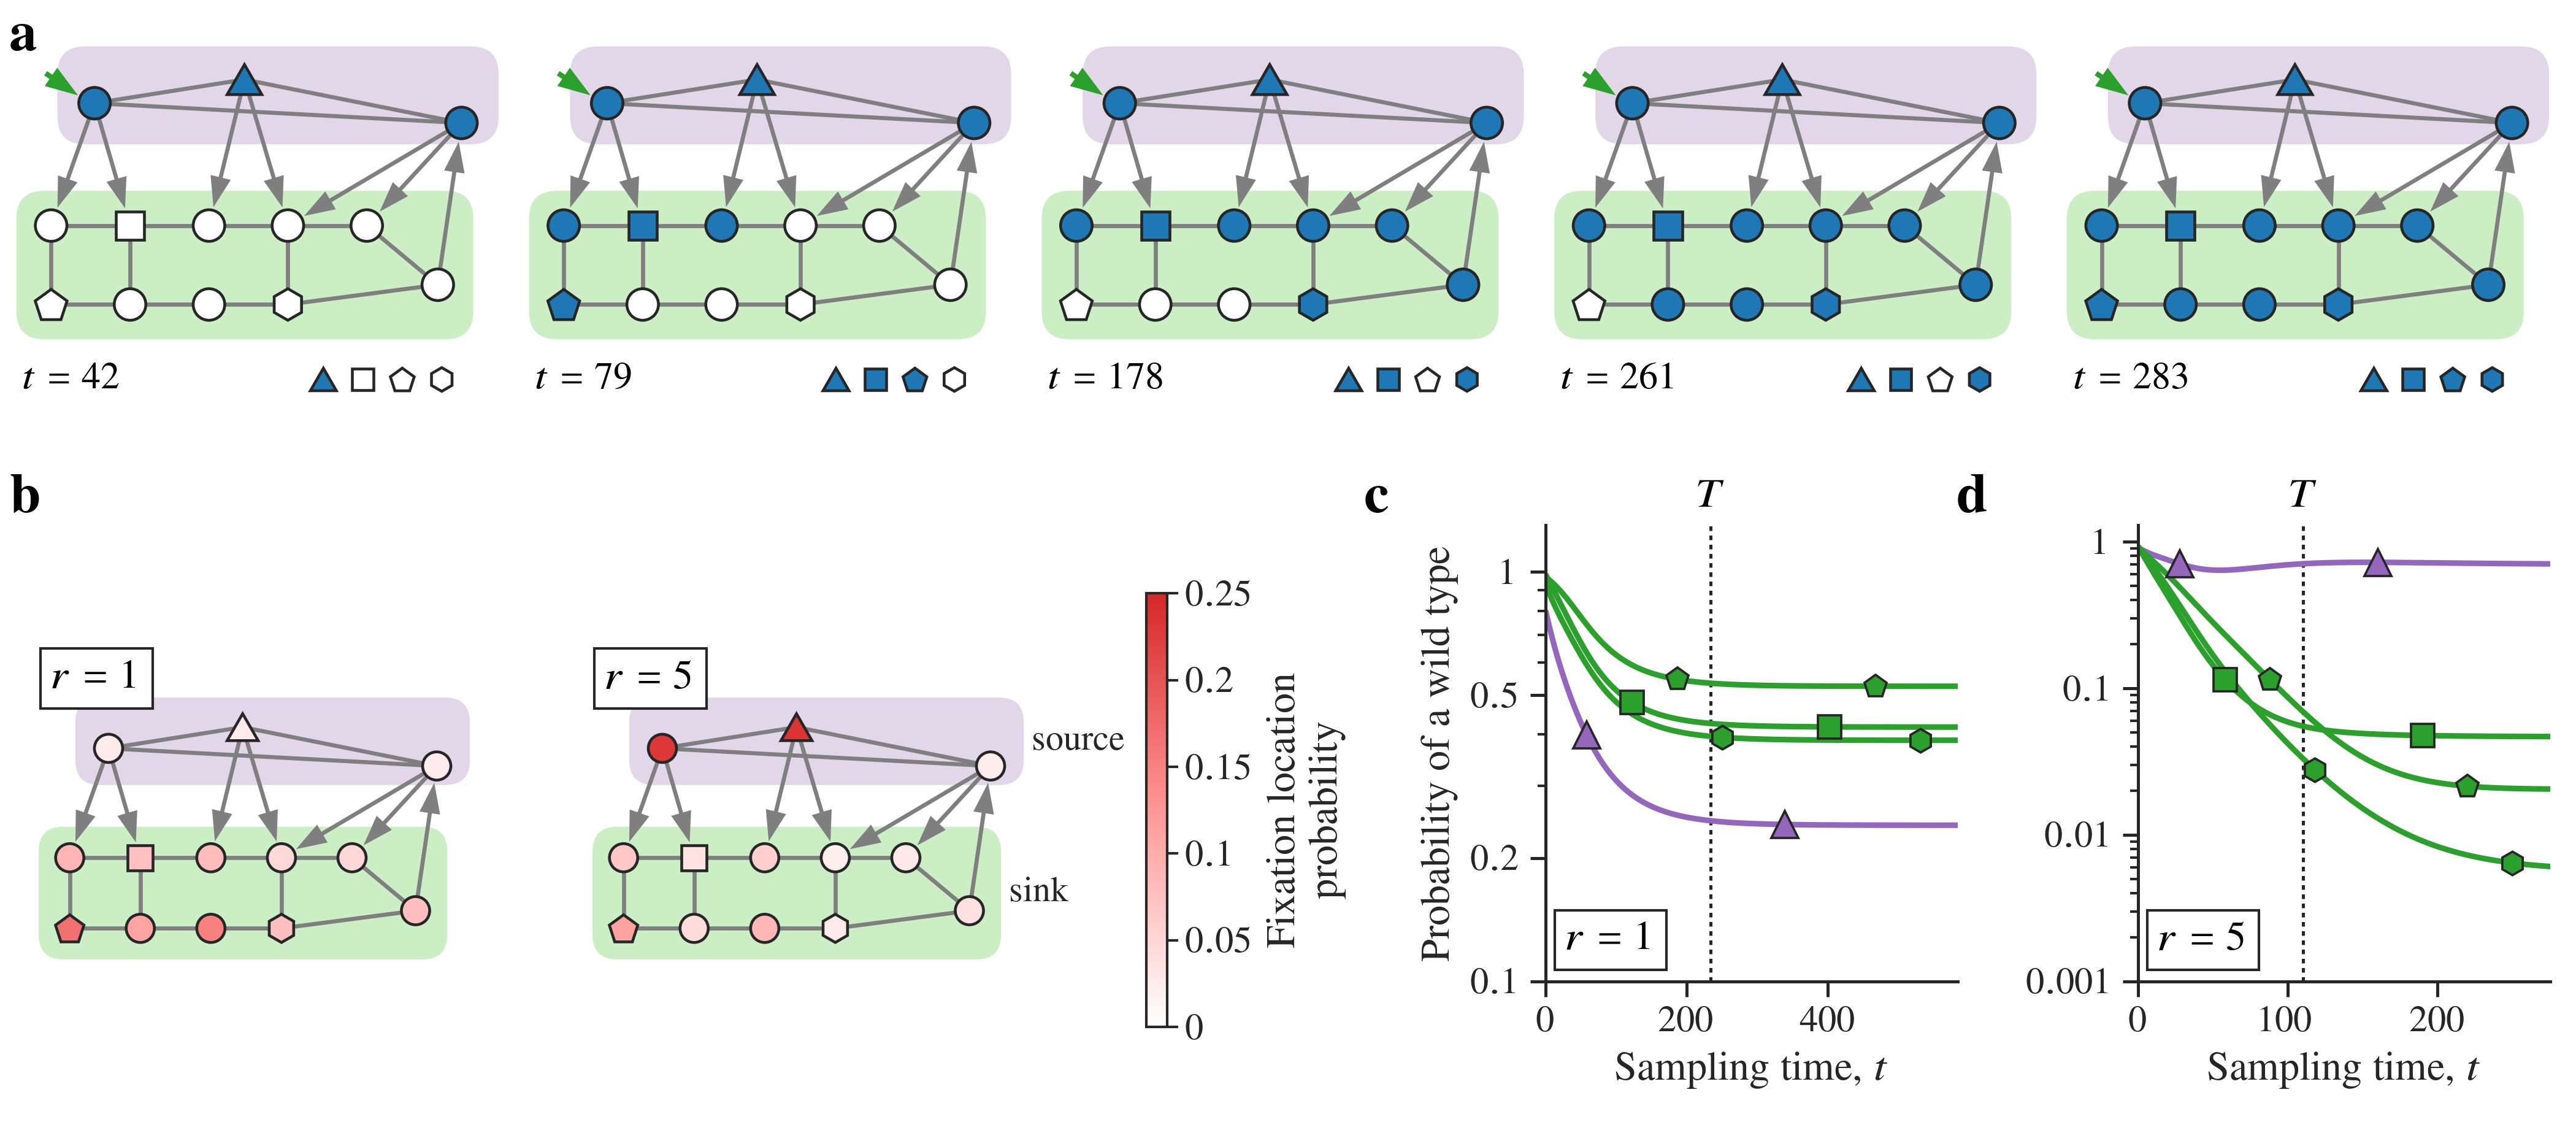 a
t = 42
t = 79
t = 178
t = 261
t = 283
b
r = 1
r = 5
source
sink
0.25
0.2
0.15
0.1
0.05
0
Fixation location
probability
c
T
Probability of a wild type
1
0.5
0.2
0.1
r = 1
0
200
400
Sampling time, t
d
T
1
0.1
0.01
0.001
r = 5
0
100
200
Sampling time, t